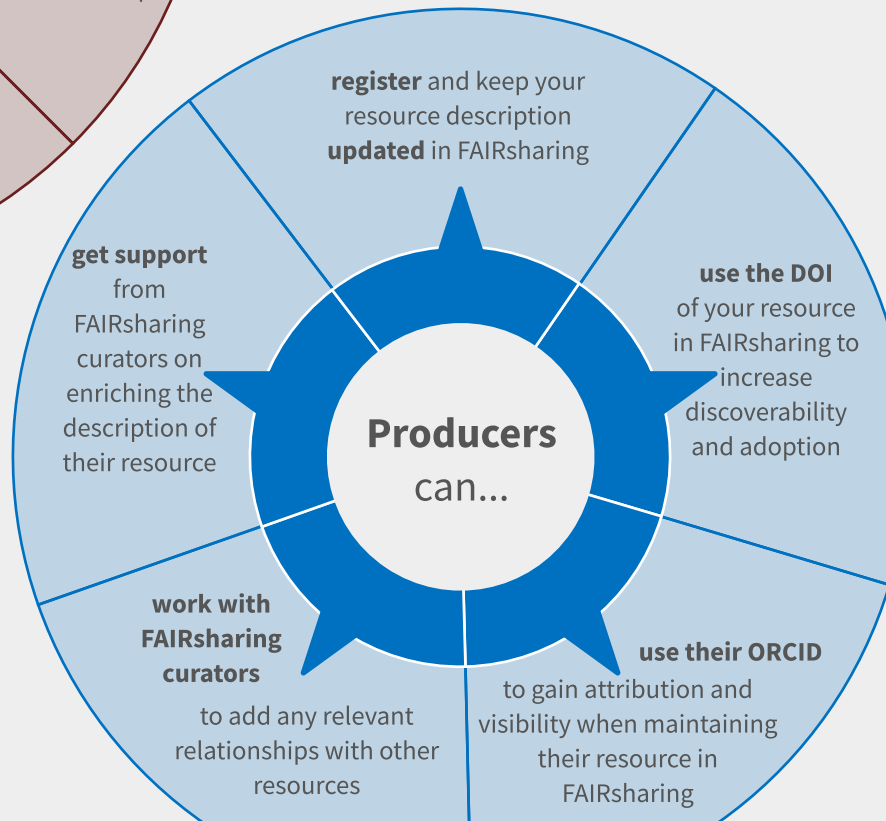 register and keep your
resource description
updated in FAIRsharing
get support
from
FAIRsharing
curators on
enriching the
description of
their resource
use the DOI
of your resource
in FAIRsharing to
increase
discoverability
and adoption
Producers
can...
work with
FAIRsharing
curators
to add any relevant
relationships with other
resources
use their ORCID
to gain attribution and
visibility when maintaining
their resource in
FAIRsharing